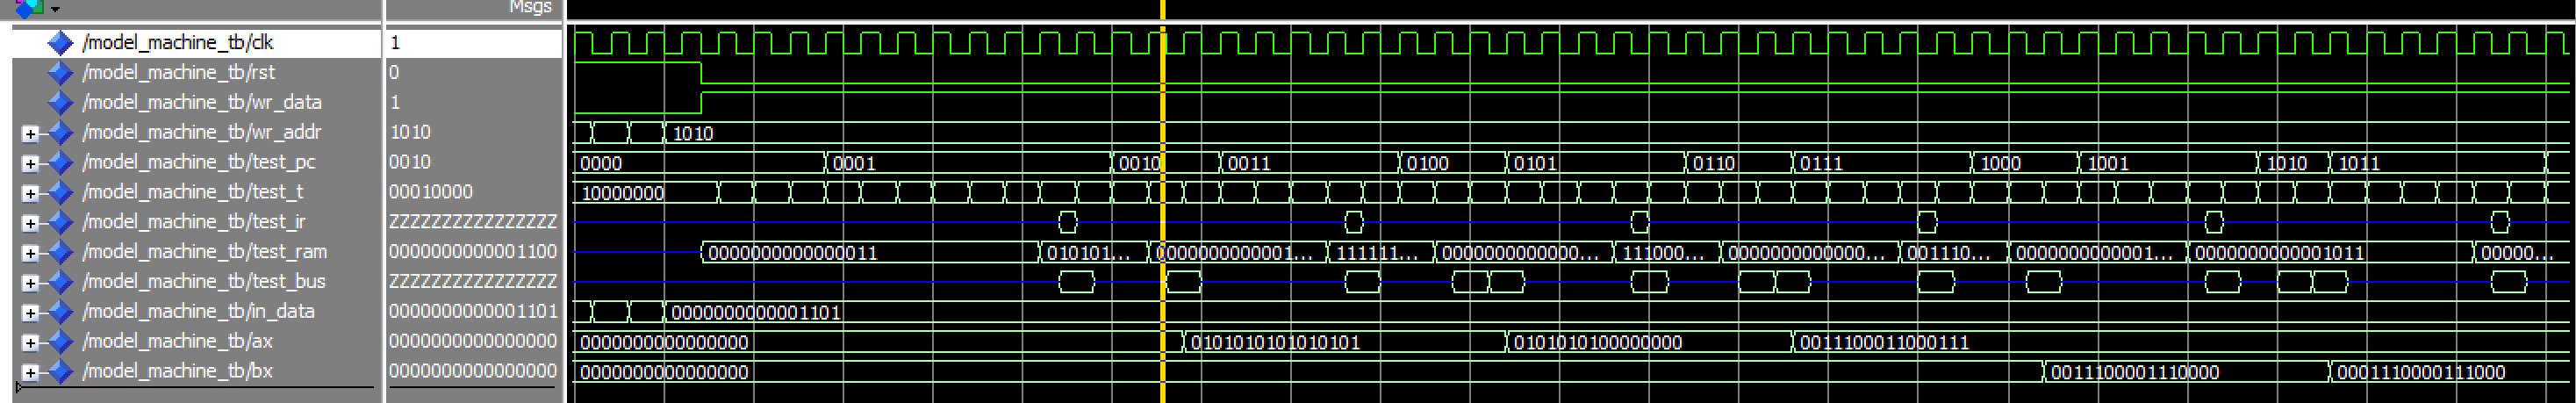 Msgs
/model_machine_tb/clk 1
/model_machine_tb/rst 0
/model_machine_tb/wr_data 1
/model_machine_tb/wr_addr 1010 1010
/model_machine_tb/test_pc 0010 0000 0001 0010 0011 0100 0101 0110 0111 1000 1001 1010 1011
/model_machine_tb/test_t 00010000 10000000
/model_machine_tb/test_ir ZZZZZZZZZZZZZZZZ
/model_machine_tb/test_ram 0000000000001100 0000000000000011 010101... 0000000000001... 111111... 0000000000000... 111000... 0000000000000... 001110... 0000000000001... 0000000000001011 00000...
/model_machine_tb/test_bus ZZZZZZZZZZZZZZZZ
/model_machine_tb/in_data 0000000000001101 0000000000001101
/model_machine_tb/ax 0000000000000000 0000000000000000 0101010101010101 0101010100000000 0011100011000111
/model_machine_tb/bx 0000000000000000 0000000000000000 0011100001110000 0001110000111000